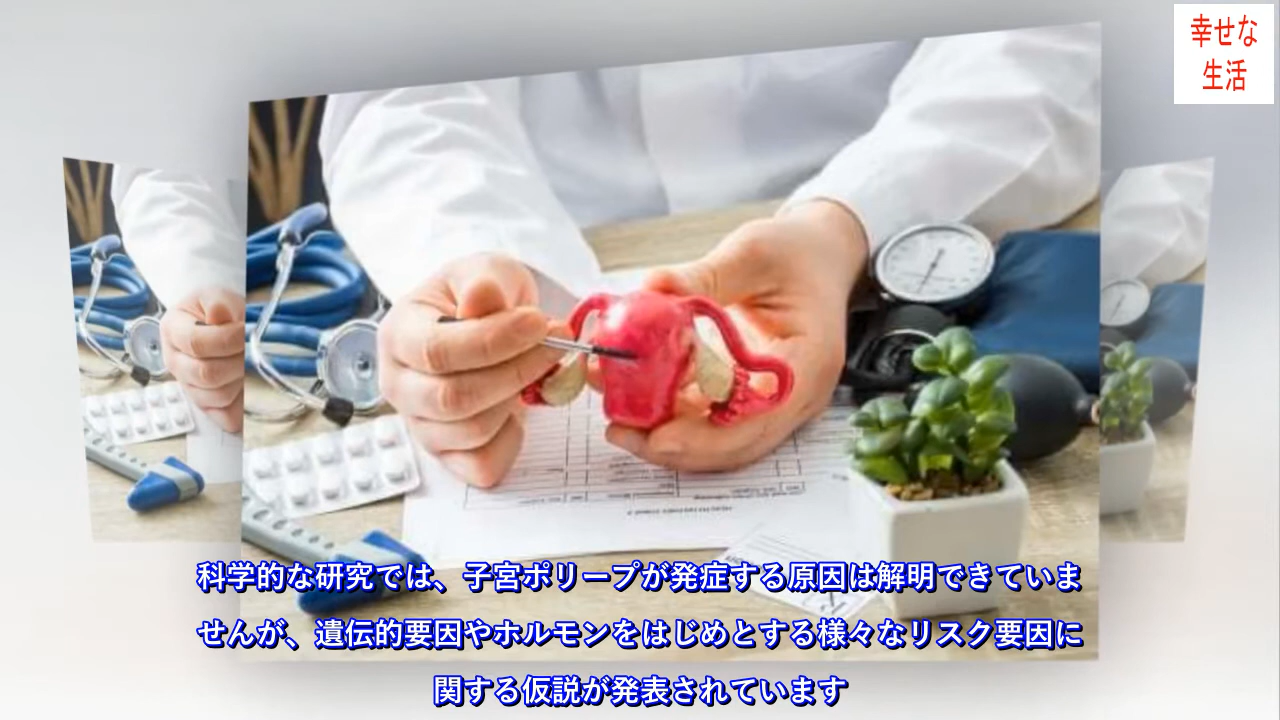 幸せな
生活
科学的な研究では、子宮ポリープが発症する原因は解明できていま
せんが、遺伝的要因やホルモンをはじめとする様々なリスク要因に
関する仮説が発表されています